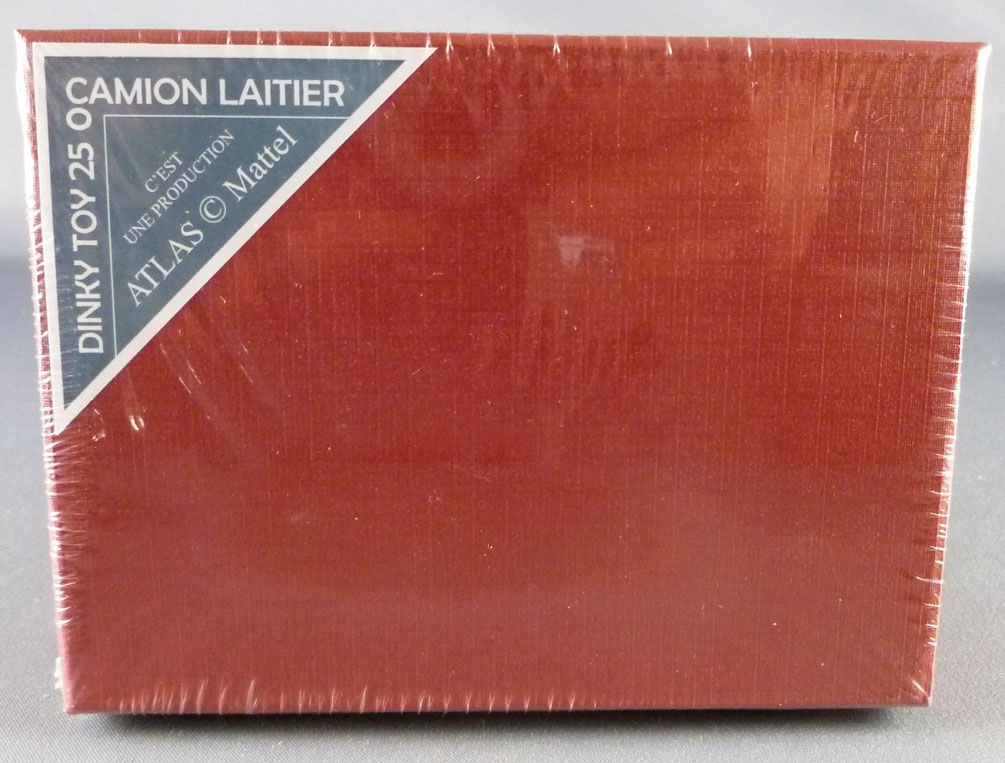 CAMION LAITIER
DINKY TOY 25 O
C'EST
UNE PRODUCTION
ATLAS © Mattel